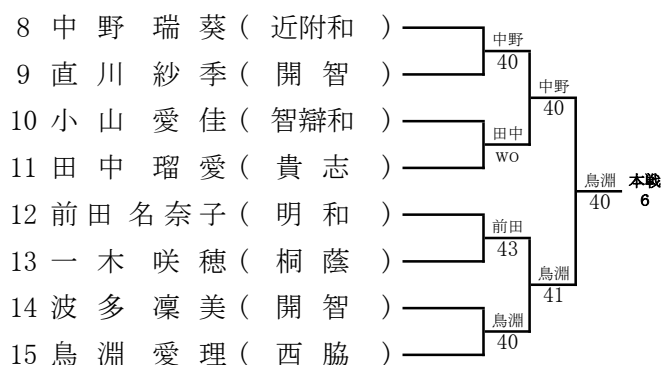 8 中野 瑞葵 ( 近附和 )
9 直川 紗季 ( 開智 )
10 小山 愛佳 ( 智辯和 )
11 田中 瑠愛 ( 貴志 )
12 前田 名奈子 ( 明和 )
13 一木 咲穂 ( 桐蔭 )
14 波多 凜美 ( 開智 )
15 鳥淵 愛理 ( 西脇 )
中野
40
田中
wo
前田
43
鳥淵
40
中野
40
鳥淵
41
鳥淵
40
本戦
6